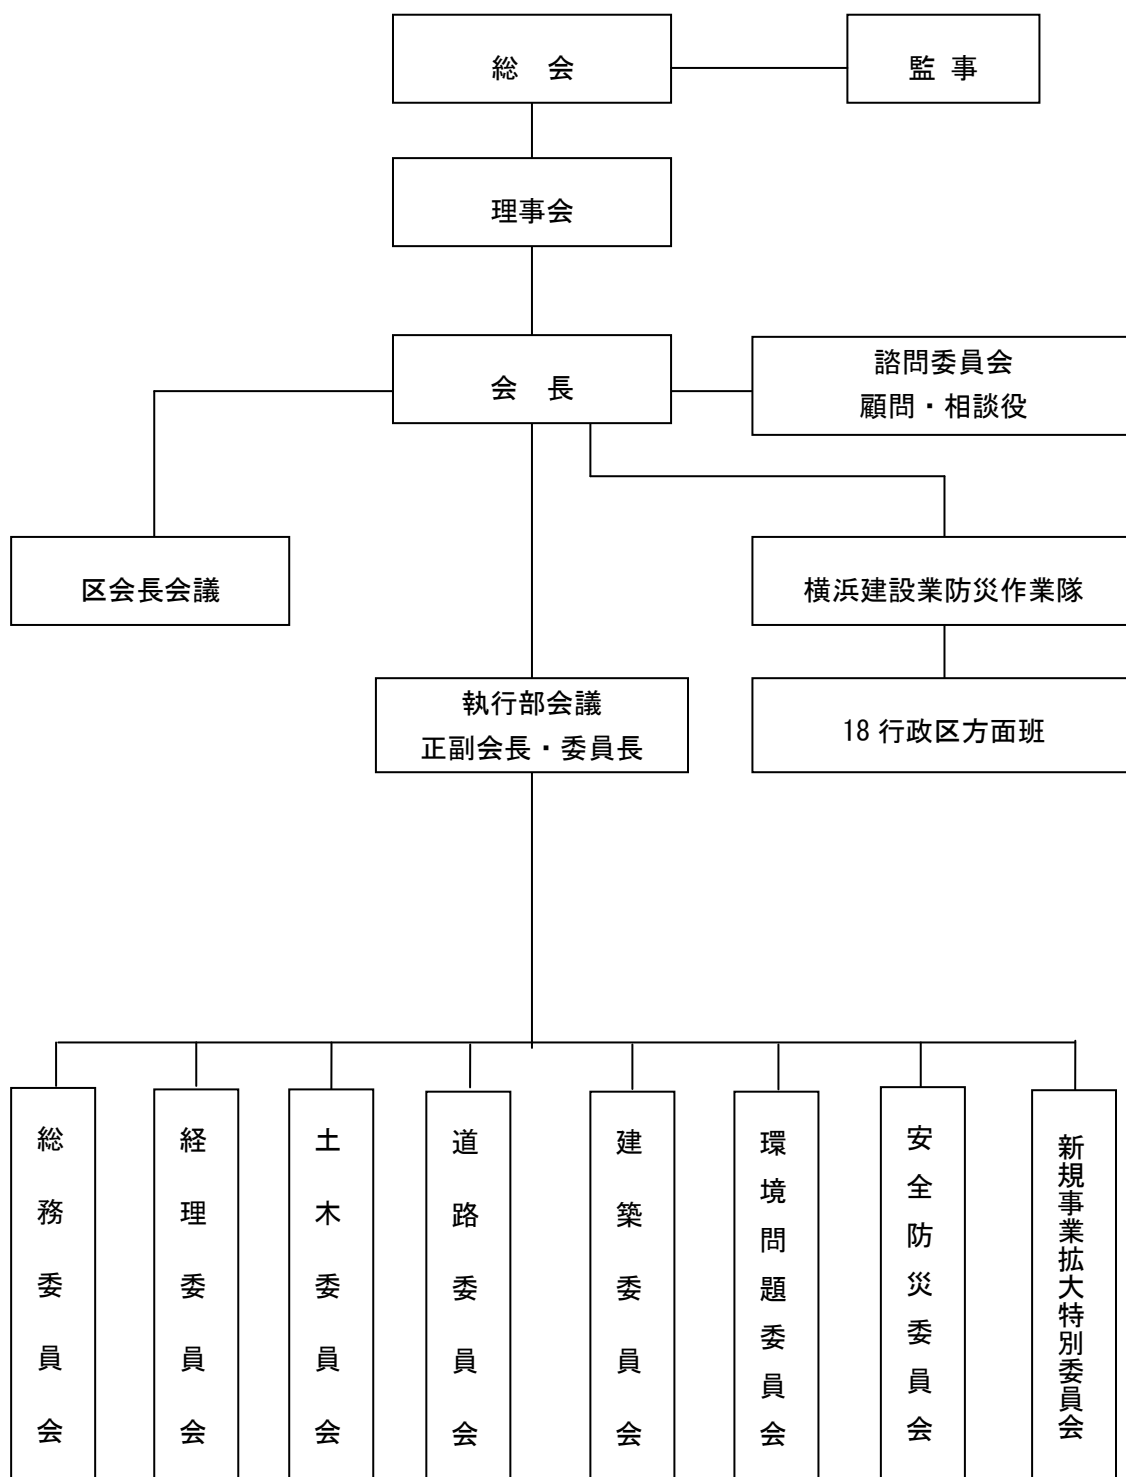 総　会
監 事
理事会
会　長
諮問委員会
顧問・相談役
区会長会議
横浜建設業防災作業隊
執行部会議
正副会長・委員長
18 行政区方面班
総務委員会
経理委員会
土木委員会
道路委員会
建築委員会
環境問題委員会
安全防災委員会
新規事業拡大特別委員会